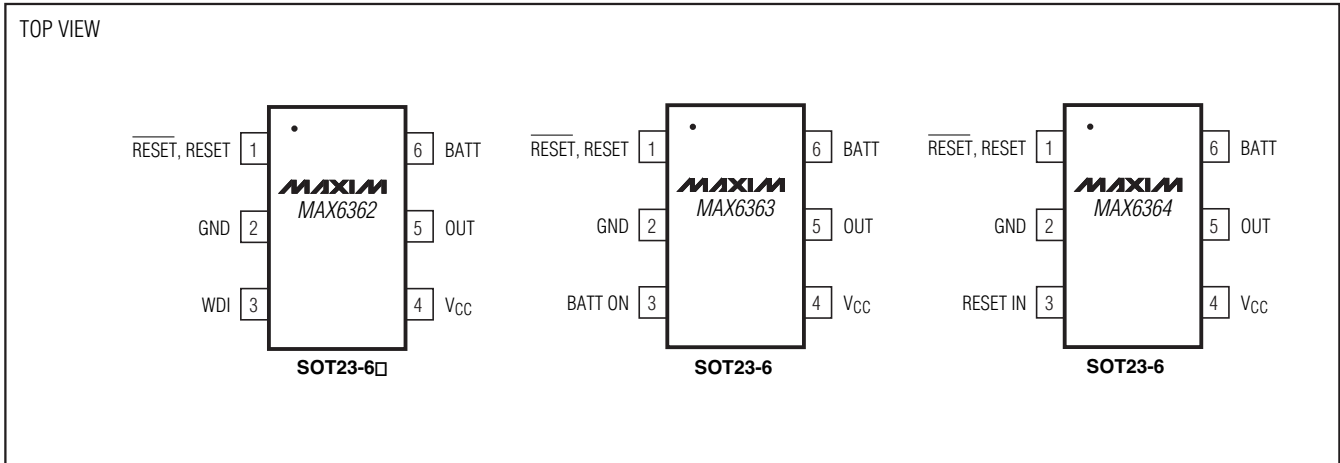 TOP VIEW
RESET, RESET 1
GND 2
WDI 3
MAXIM
MAX6362
6 BATT
5 OUT
4 VCC
SOT23-6□
RESET, RESET 1
GND 2
BATT ON 3
MAXIM
MAX6363
6 BATT
5 OUT
4 VCC
SOT23-6
RESET, RESET 1
GND 2
RESET IN 3
MAXIM
MAX6364
6 BATT
5 OUT
4 VCC
SOT23-6